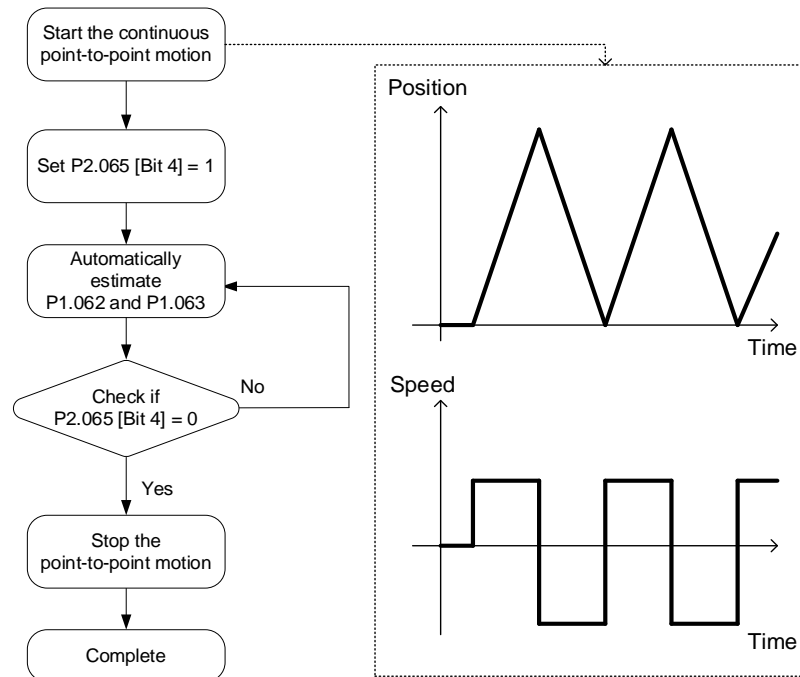 Start the continuous
point-to-point motion
Set P2.065 [Bit 4] = 1
Automatically
estimate
P1.062 and P1.063
Check if
P2.065 [Bit 4] = 0
No
Yes
Stop the
point-to-point motion
Complete
Position
Time
Speed
Time